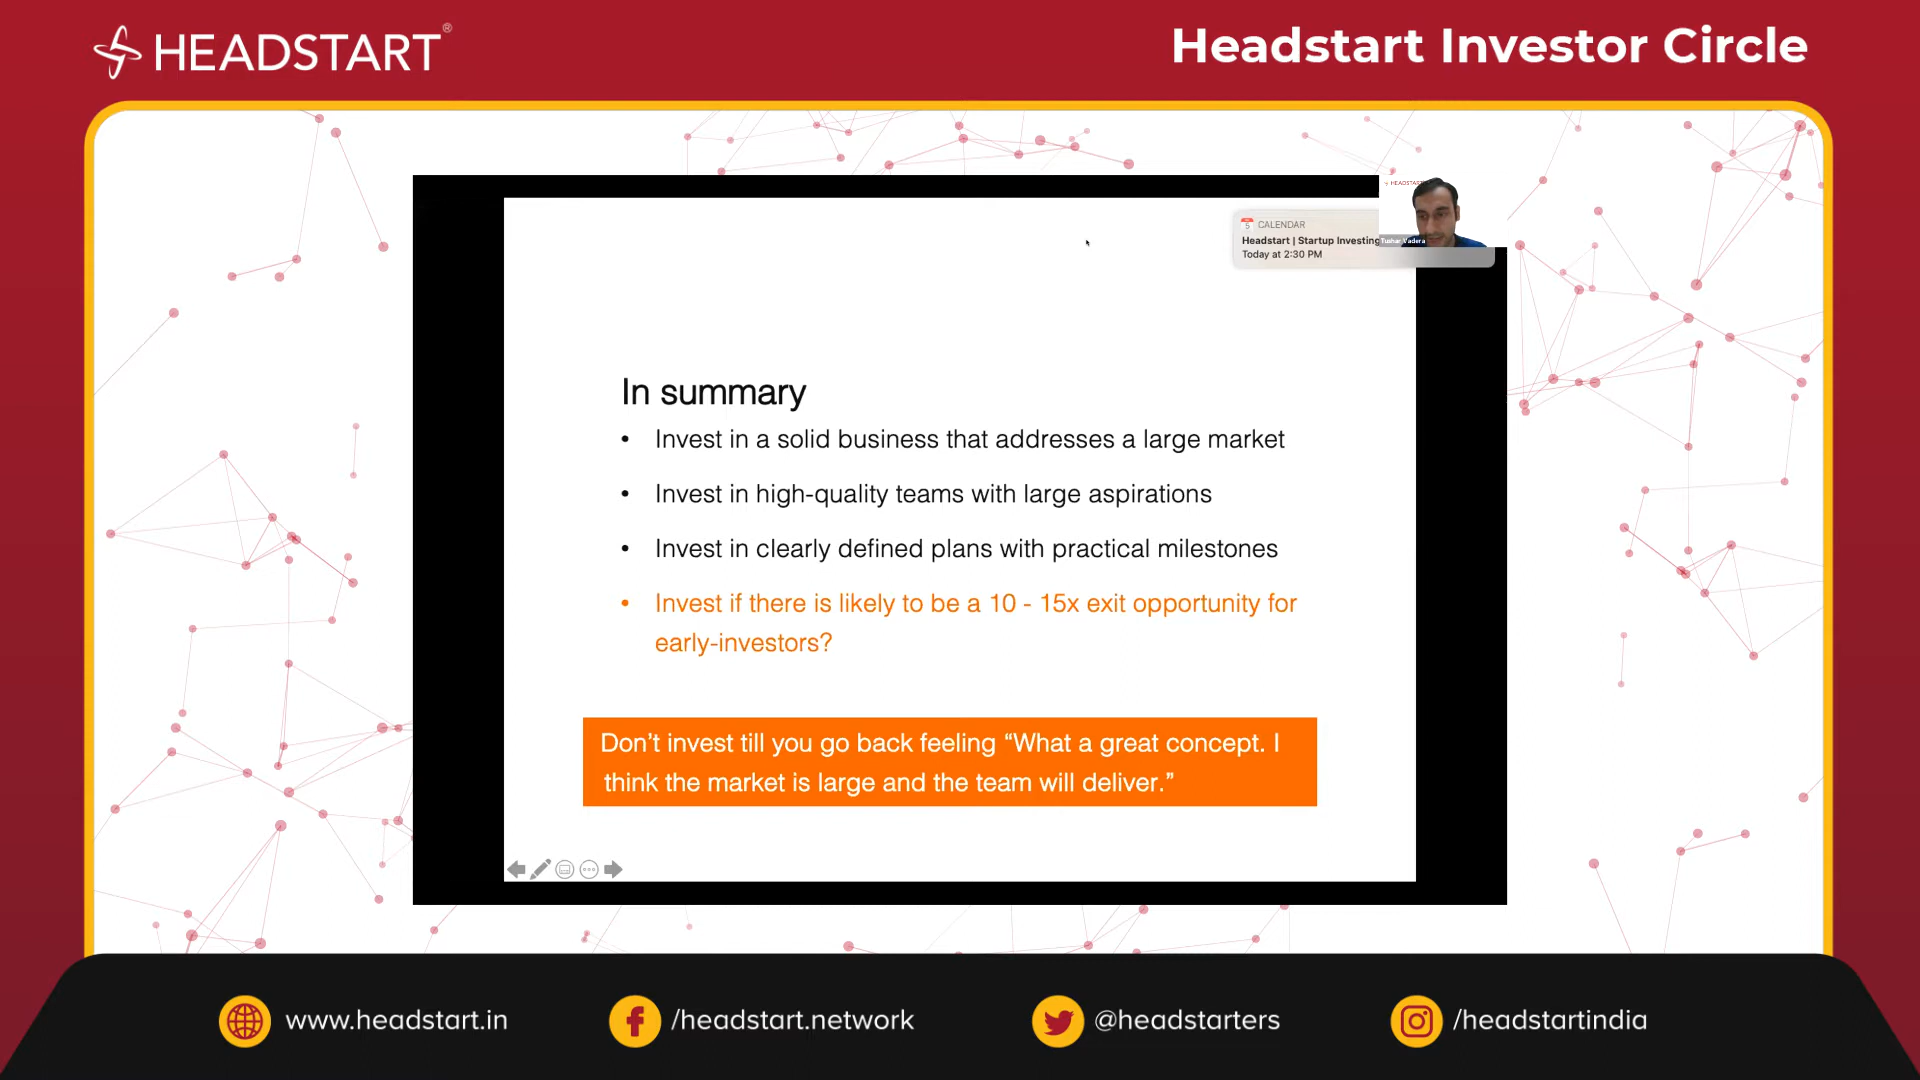 HEADSTART®
Headstart Investor Circle
HEADSTART
CALENDAR
Headstart | Startup Investing
Today at 2:30 PM
Tushar Vadera
In summary
• Invest in a solid business that addresses a large market
• Invest in high-quality teams with large aspirations
• Invest in clearly defined plans with practical milestones
• Invest if there is likely to be a 10 - 15x exit opportunity for
early-investors?
Don’t invest till you go back feeling “What a great concept. I
think the market is large and the team will deliver.”
www.headstart.in
/headstart.network
@headstarters
/headstartindia